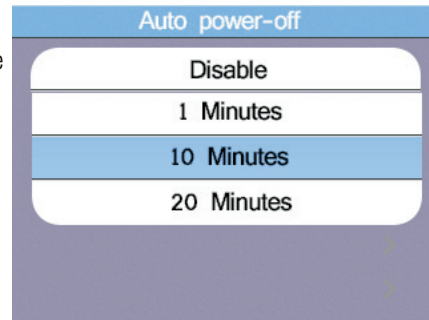 Auto power-off
e
Disable
1 Minutes
10 Minutes
20 Minutes